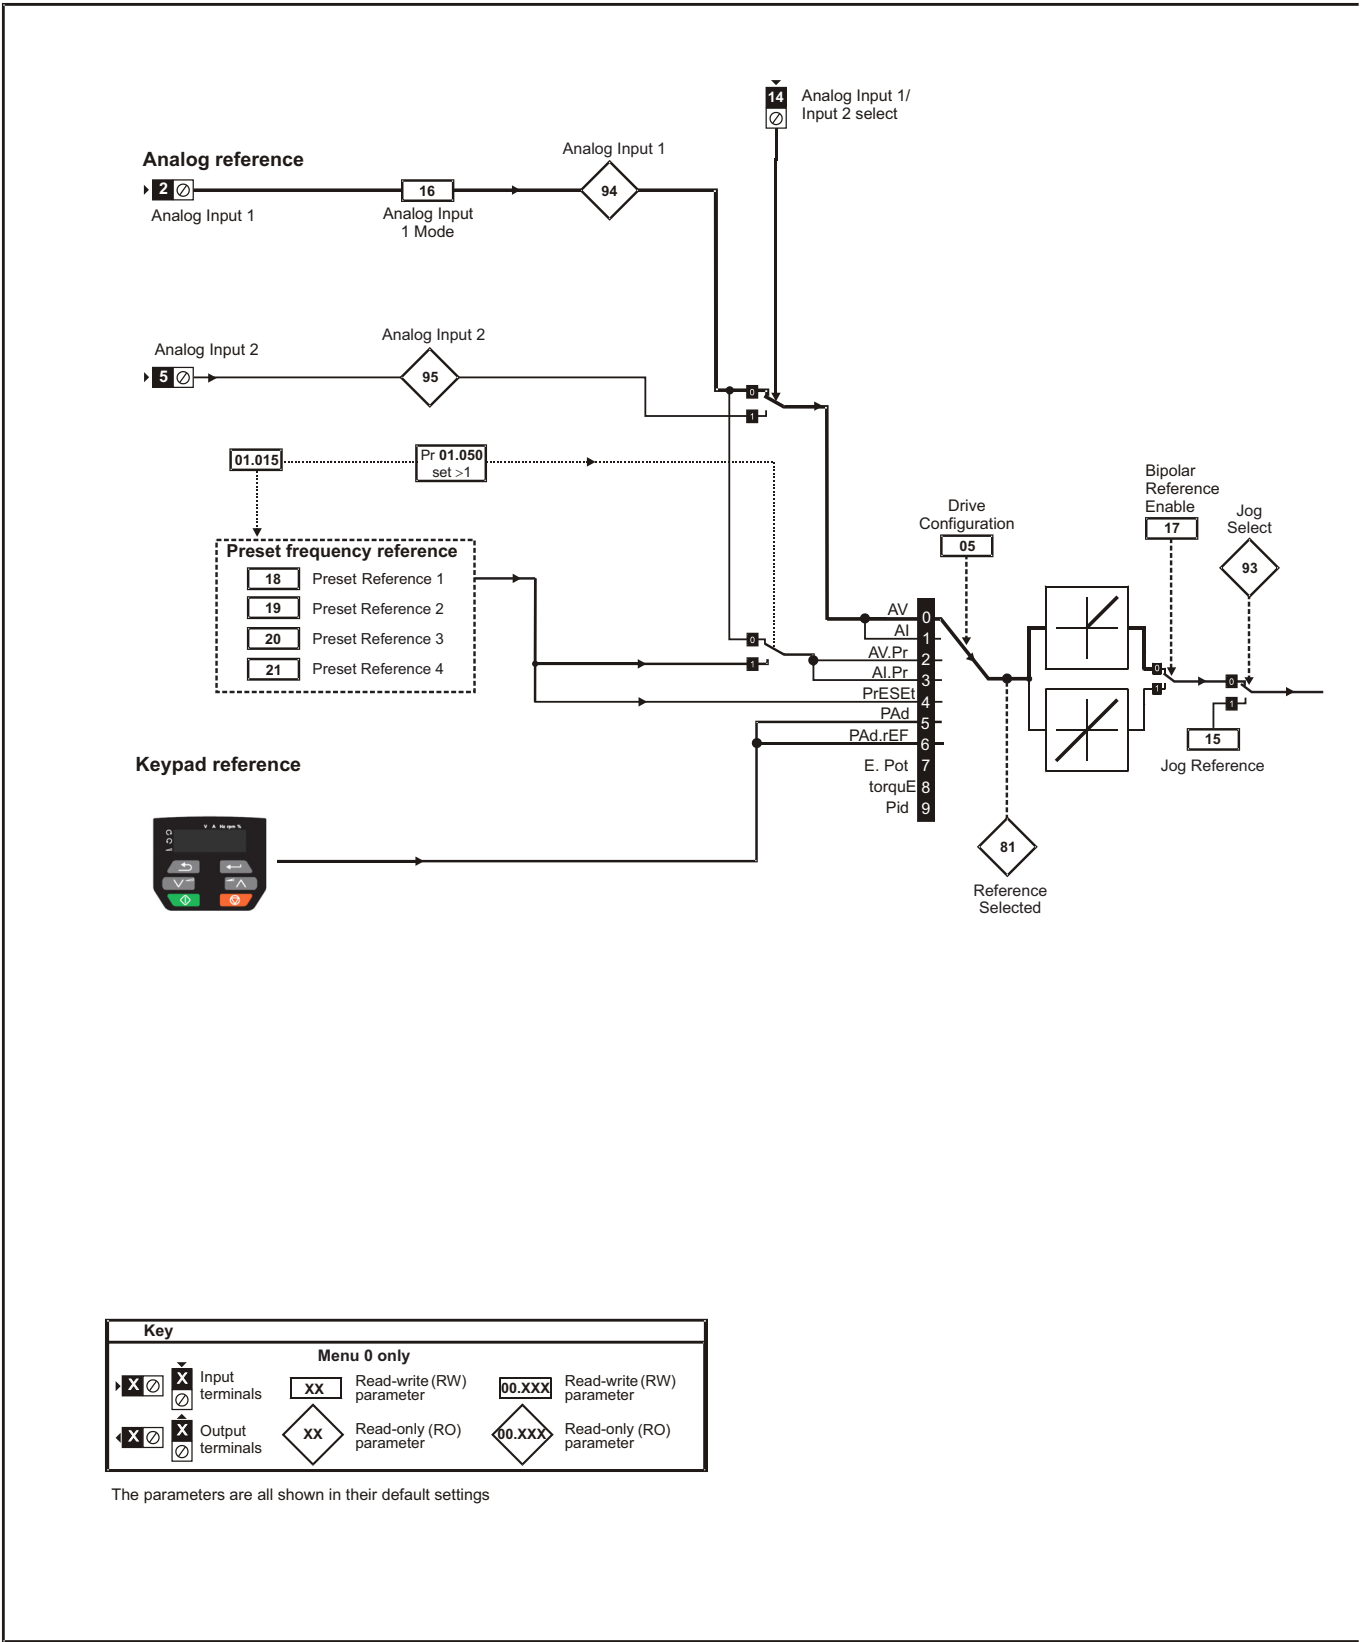 14
Analog Input 1/
Input 2 select
Analog reference
Analog Input 1
2
16
94
Analog Input 1
Analog Input
1 Mode
Analog Input 2
Analog Input 2
5
95
0
1
01.015
Pr 01.050
set >1
Preset frequency reference
18 Preset Reference 1
19 Preset Reference 2
20 Preset Reference 3
21 Preset Reference 4
0
1
Drive
Configuration
05
Bipolar
Reference
Enable
17
Jog
Select
93
AV 0
AI 1
AV.Pr 2
AI.Pr 3
PrESEt 4
PAd 5
PAd.rEF 6
E. Pot 7
torquE 8
Pid 9
0
1
0
1
15
Jog Reference
81
Reference
Selected
Keypad reference
V A Hz rpm %
Key
Menu 0 only
X X Input
terminals
XX Read-write (RW)
parameter
00.XXX Read-write (RW)
parameter
X X Output
terminals
XX Read-only (RO)
parameter
00.XXX Read-only (RO)
parameter
The parameters are all shown in their default settings